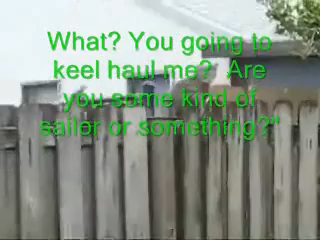 What? You going to
keel haul me?  Are
you some kind of
sailor or something?"